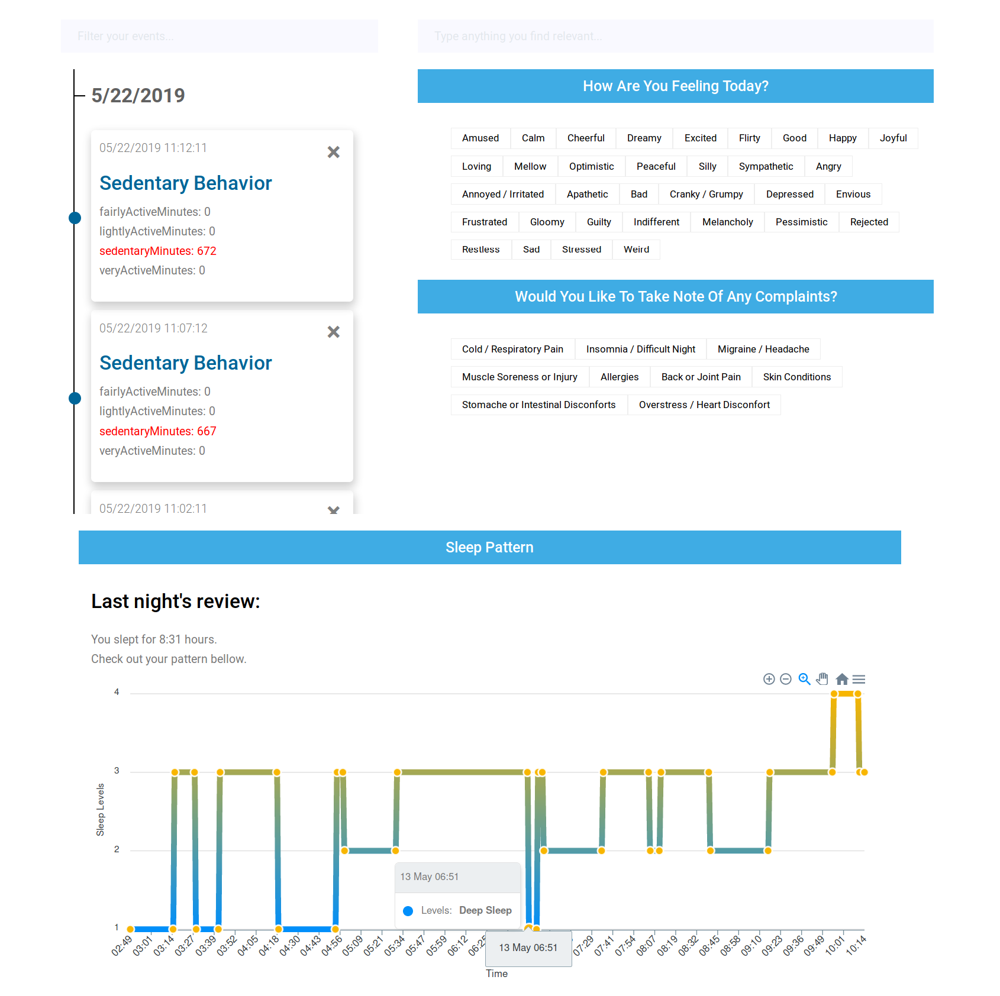 Filter your events...
Type anything you find relevant...
5/22/2019
05/22/2019 11:12:11
Sedentary Behavior
fairlyActiveMinutes: 0
lightlyActiveMinutes: 0
sedentaryMinutes: 672
veryActiveMinutes: 0
05/22/2019 11:07:12
Sedentary Behavior
fairlyActiveMinutes: 0
lightlyActiveMinutes: 0
sedentaryMinutes: 667
veryActiveMinutes: 0
05/22/2019 11:02:11
How Are You Feeling Today?
Amused Calm Cheerful Dreamy Excited Flirty Good Happy Joyful
Loving Mellow Optimistic Peaceful Silly Sympathetic Angry
Annoyed / Irritated Apathetic Bad Cranky / Grumpy Depressed Envious
Frustrated Gloomy Guilty Indifferent Melancholy Pessimistic Rejected
Restless Sad Stressed Weird
Would You Like To Take Note Of Any Complaints?
Cold / Respiratory Pain Insomnia / Difficult Night Migraine / Headache
Muscle Soreness or Injury Allergies Back or Joint Pain Skin Conditions
Stomache or Intestinal Disconforts Overstress / Heart Disconfort
Sleep Pattern
Last night's review:
You slept for 8:31 hours.
Check out your pattern bellow.
4
3
2
1
Sleep Levels
13 May 06:51
Levels: Deep Sleep
02:49 03:01 03:14 03:27 03:39 03:52 04:05 04:18 04:30 04:43 04:56 05:09 05:21 05:34 05:47 05:59 06:12 07:29 07:41 07:54 08:07 08:19 08:32 08:45 08:58 09:10 09:23 09:36 09:49 10:01 10:14
13 May 06:51
Time